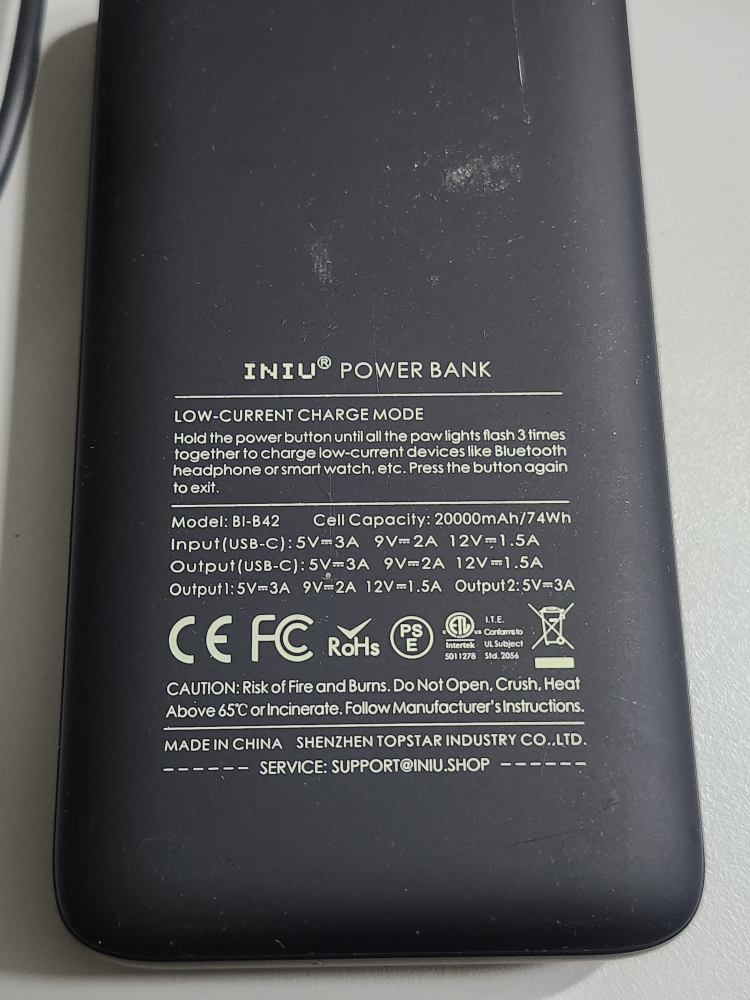 INIU® POWER BANK
LOW-CURRENT CHARGE MODE
Hold the power button until all the paw lights flash 3 times
together to charge low-current devices like Bluetooth
headphone or smart watch, etc. Press the button again
to exit.
Model: BI-B42 Cell Capacity: 20000mAh/74Wh
Input(USB-C): 5V⎓3A 9V⎓2A 12V⎓1.5A
Output(USB-C): 5V⎓3A 9V⎓2A 12V⎓1.5A
Output1: 5V⎓3A 9V⎓2A 12V⎓1.5A Output2: 5V⎓3A
CE FC RoHS PSE c ETL us Intertek 5011278
I.T.E.
Conforms to
UL Subject
Std. 2056
CAUTION: Risk of Fire and Burns. Do Not Open, Crush, Heat
Above 65℃ or Incinerate. Follow Manufacturer's Instructions.
MADE IN CHINA SHENZHEN TOPSTAR INDUSTRY CO.,LTD.
------ SERVICE: SUPPORT@INIU.SHOP ------